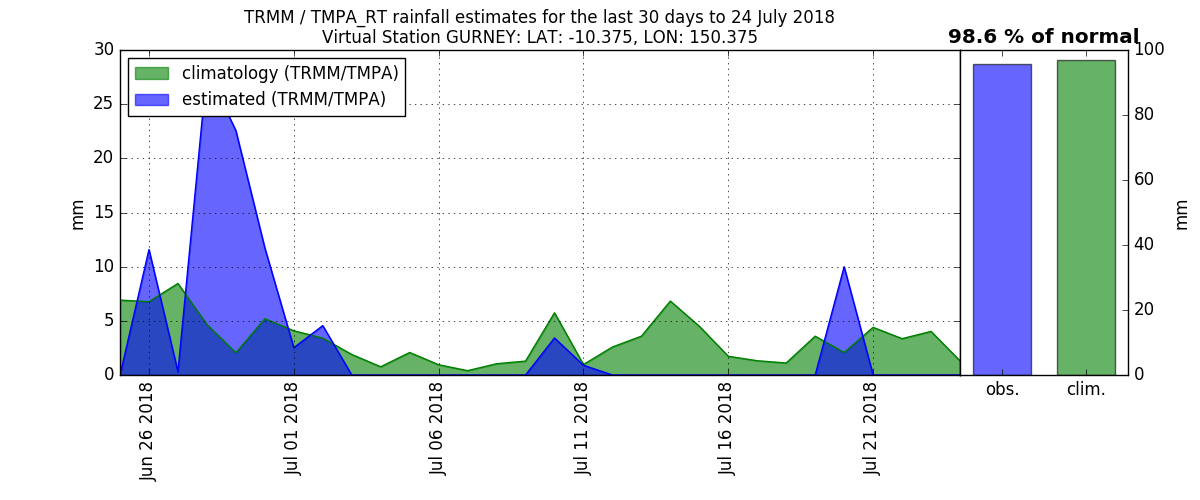 TRMM / TMPA_RT rainfall estimates for the last 30 days to 24 July 2018
Virtual Station GURNEY: LAT: -10.375, LON: 150.375
98.6 % of normal
climatology (TRMM/TMPA)
estimated (TRMM/TMPA)
30
25
20
15
10
5
0
mm
Jun 26 2018
Jul 01 2018
Jul 06 2018
Jul 11 2018
Jul 16 2018
Jul 21 2018
obs.
clim.
100
80
60
40
20
0
mm